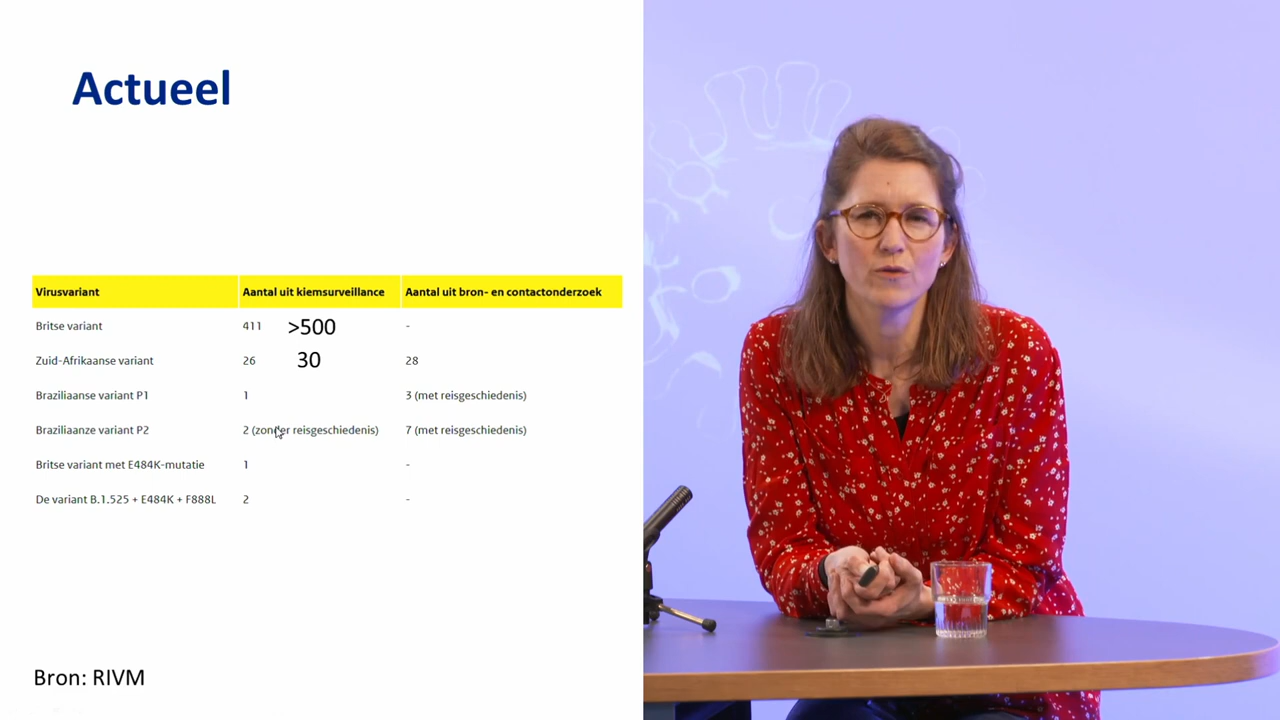 Actueel
Virusvariant Aantal uit kiemsurveillance Aantal uit bron- en contactonderzoek
Britse variant 411 >500 -
Zuid-Afrikaanse variant 26 30 28
Braziliaanse variant P1 1 3 (met reisgeschiedenis)
Braziliaanze variant P2 2 (zonder reisgeschiedenis) 7 (met reisgeschiedenis)
Britse variant met E484K-mutatie 1 -
De variant B.1.525 + E484K + F888L 2 -
Bron: RIVM